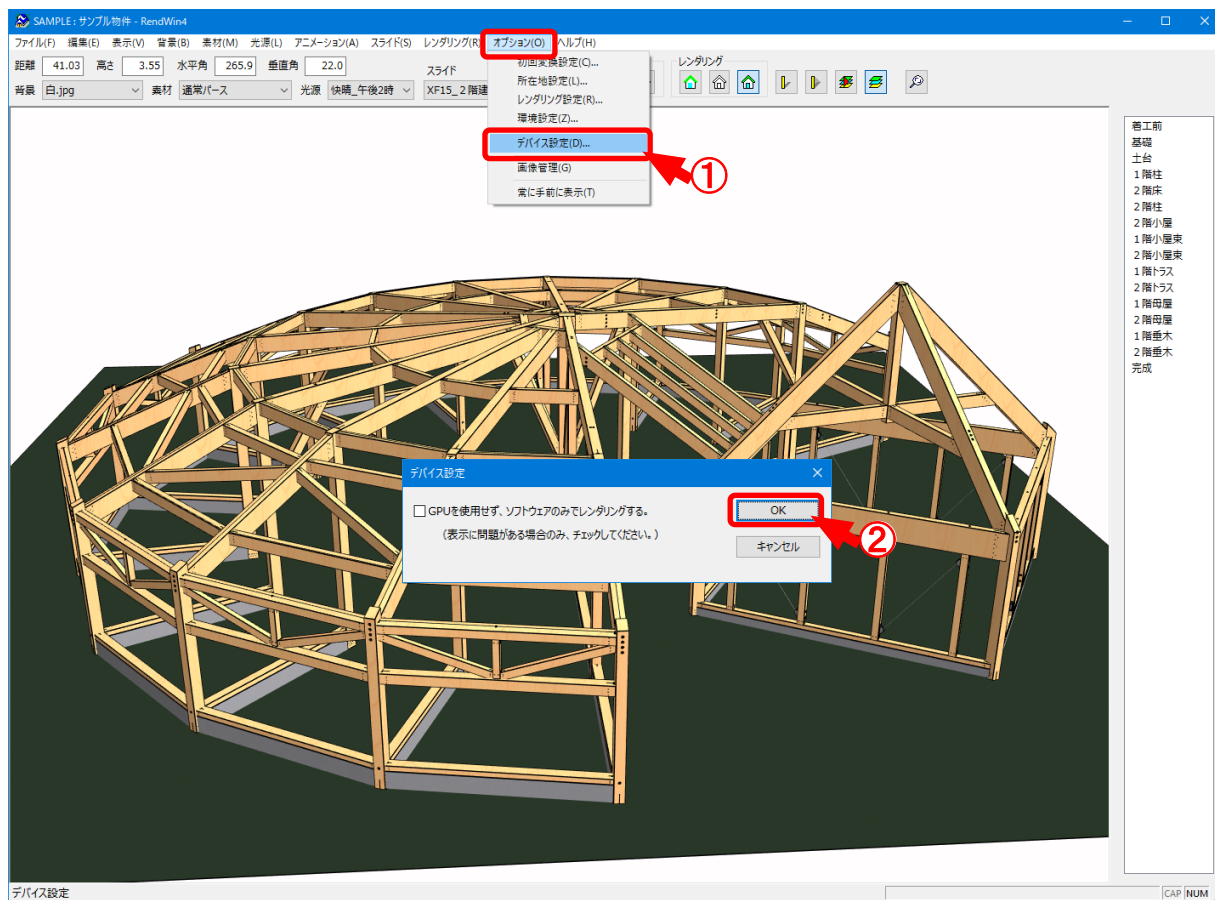 SAMPLE : サンプル物件 - RendWin4
ファイル(F) 編集(E) 表示(V) 背景(B) 素材(M) 光源(L) アニメーション(A) スライド(S) レンダリング(R) オプション(O) ヘルプ(H)
距離 41.03 高さ 3.55 水平角 265.9 垂直角 22.0
スライド
レンダリング
背景 白.jpg 素材 通常パース 光源 快晴_午後2時 XF15_２階建
初回変換設定(C)...
所在地設定(L)...
レンダリング設定(R)...
環境設定(Z)...
デバイス設定(D)...
画像管理(G)
常に手前に表示(T)
①
着工前
基礎
土台
１階柱
２階床
２階柱
２階小屋
１階小屋束
２階小屋束
１階トラス
２階トラス
１階母屋
２階母屋
１階垂木
２階垂木
完成
デバイス設定
GPUを使用せず、ソフトウェアのみでレンダリングする。
（表示に問題がある場合のみ、チェックしてください。）
OK
キャンセル
②
デバイス設定
CAP NUM